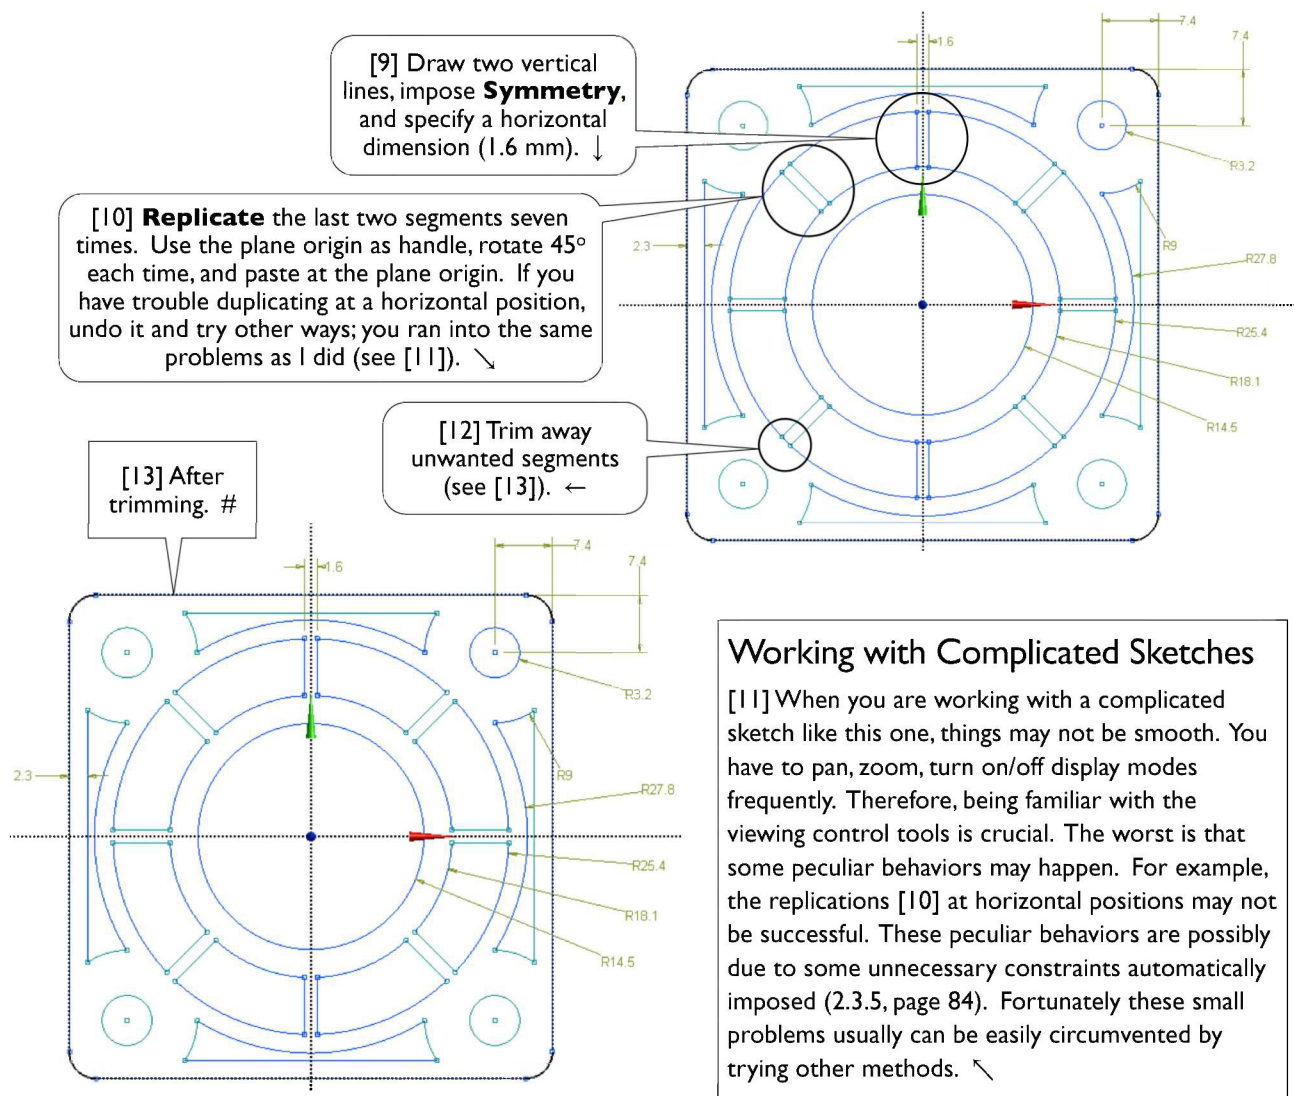 [9] Draw two vertical
lines, impose Symmetry,
and specify a horizontal
dimension (1.6 mm). ↓
[10] Replicate the last two segments seven
times. Use the plane origin as handle, rotate 45°
each time, and paste at the plane origin. If you
have trouble duplicating at a horizontal position,
undo it and try other ways; you ran into the same
problems as I did (see [11]). ↘
[12] Trim away
unwanted segments
(see [13]). ←
[13] After
trimming. #
7.4
7.4
1.6
R3.2
2.3
R9
R27.8
R25.4
R18.1
R14.5
7.4
7.4
1.6
R3.2
2.3
R9
R27.8
R25.4
R18.1
R14.5
Working with Complicated Sketches
[11] When you are working with a complicated
sketch like this one, things may not be smooth. You
have to pan, zoom, turn on/off display modes
frequently. Therefore, being familiar with the
viewing control tools is crucial. The worst is that
some peculiar behaviors may happen. For example,
the replications [10] at horizontal positions may not
be successful. These peculiar behaviors are possibly
due to some unnecessary constraints automatically
imposed (2.3.5, page 84). Fortunately these small
problems usually can be easily circumvented by
trying other methods. ↖